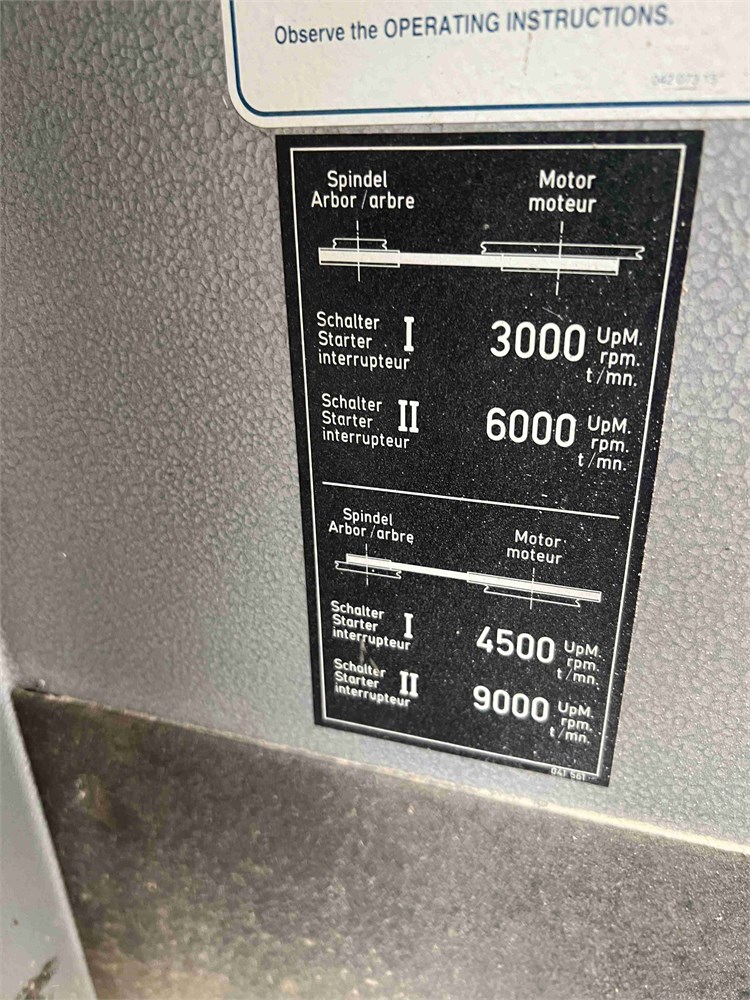 Observe the OPERATING INSTRUCTIONS.
042 073 13
Spindel
Arbor/arbre
Motor
moteur
Schalter
Starter
interrupteur
I
3000
UpM.
rpm.
t/mn.
Schalter
Starter
interrupteur
II
6000
UpM.
rpm.
t/mn.
Spindel
Arbor/arbre
Motor
moteur
Schalter
Starter
interrupteur
I
4500
UpM.
rpm.
t/mn.
Schalter
Starter
interrupteur
II
9000
UpM.
rpm.
t/mn.
041 561